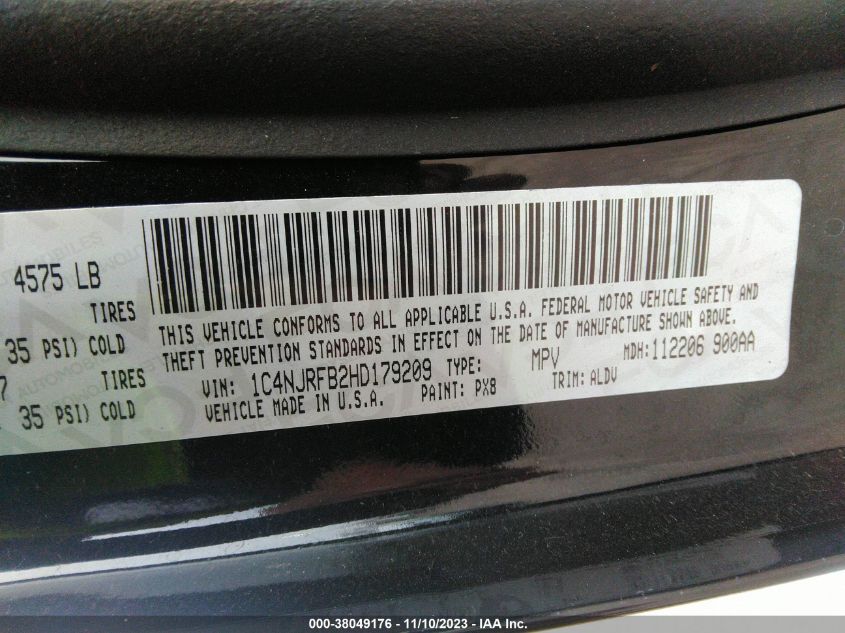 4575 LB
TIRES
35 PSI) COLD
7 TIRES
35 PSI) COLD
THIS VEHICLE CONFORMS TO ALL APPLICABLE U.S.A. FEDERAL MOTOR VEHICLE SAFETY AND
THEFT PREVENTION STANDARDS IN EFFECT ON THE DATE OF MANUFACTURE SHOWN ABOVE.
VIN: 1C4NJRFB2HD179209 TYPE: MPV MDH:112206 900AA
VEHICLE MADE IN U.S.A. PAINT: PX8 TRIM: ALDV
000-38049176 - 11/10/2023 - IAA Inc.